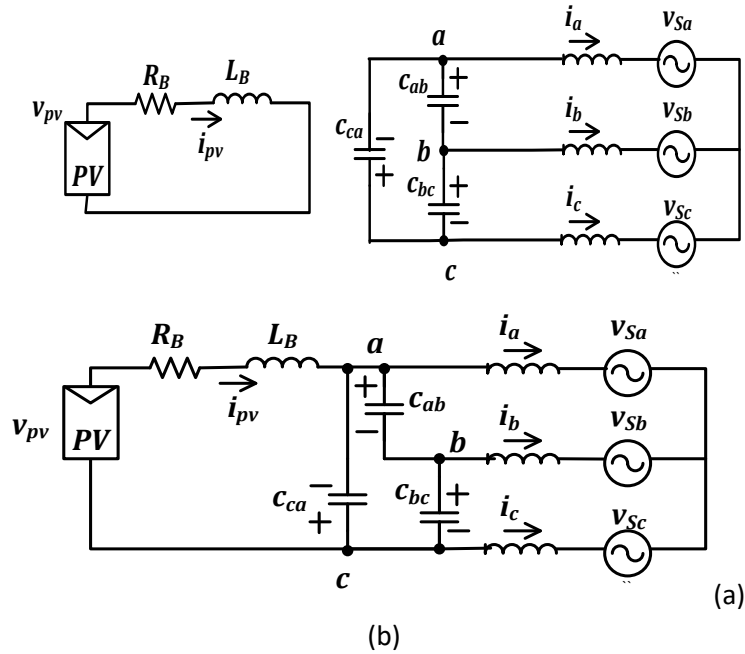 i_a v_Sa
a
R_B L_B
c_ab + −
v_pv
i_pv
PV
c_ca − +
i_b v_Sb
b
c_bc + −
i_c v_Sc
c
R_B L_B a i_a v_Sa
i_pv
+ − c_ab
v_pv PV
b i_b v_Sb
− + c_ca
c_bc + −
i_c v_Sc
c
(a)
(b)